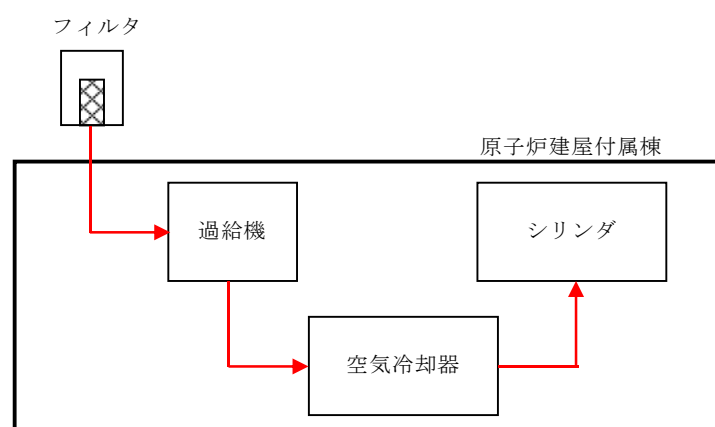 フィルタ
原子炉建屋付属棟
過給機
シリンダ
空気冷却器